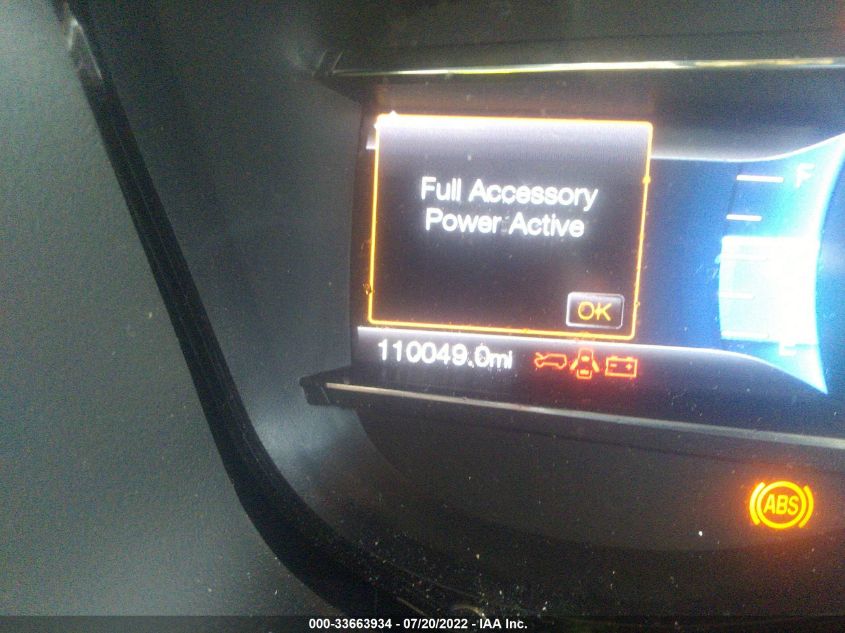 Full Accessory
Power Active
OK
110049.0mi
F
E
ABS
000-33663934 - 07/20/2022 - IAA Inc.